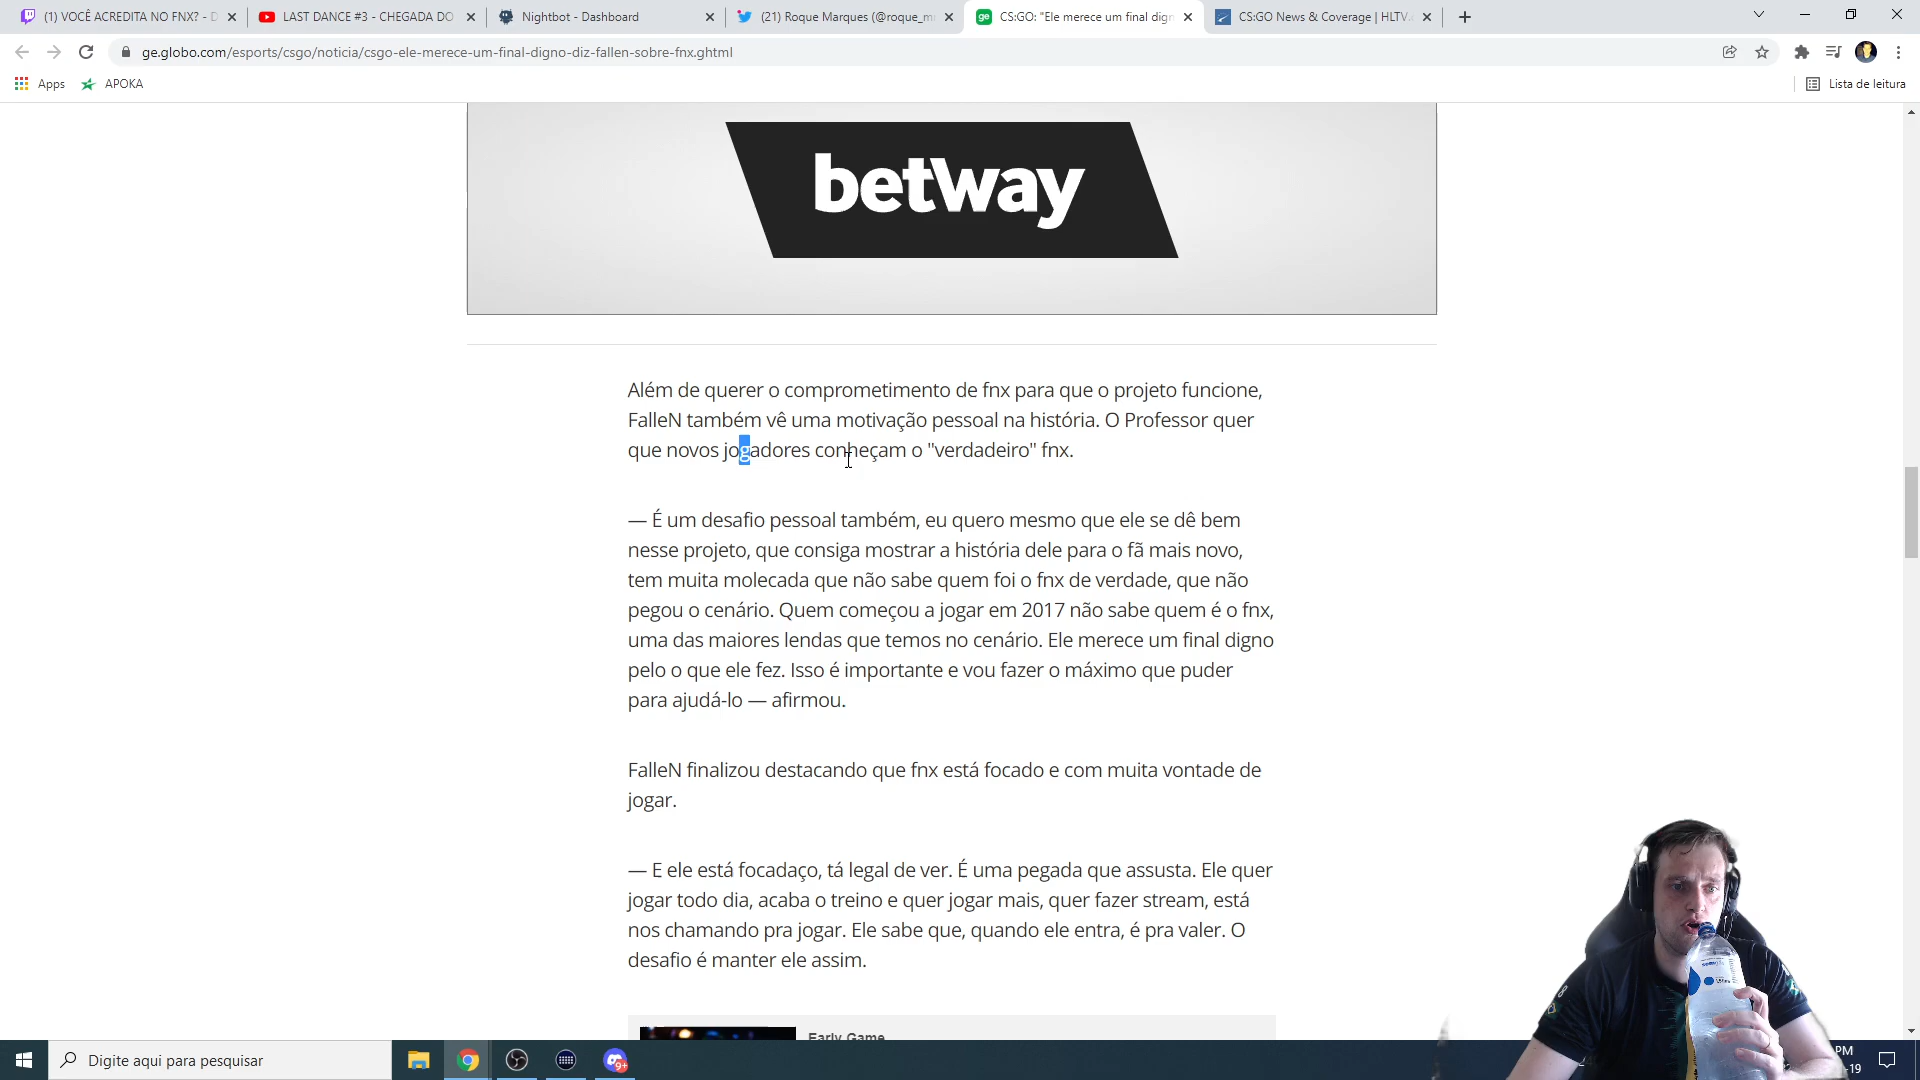 (1) VOCÊ ACREDITA NO FNX? - D
LAST DANCE #3 - CHEGADA DO
Nightbot - Dashboard
(21) Roque Marques (@roque_m
ge
CS:GO: "Ele merece um final dign
CS:GO News & Coverage | HLTV.
ge.globo.com/esports/csgo/noticia/csgo-ele-merece-um-final-digno-diz-fallen-sobre-fnx.ghtml
Apps
APOKA
Lista de leitura
betway
Além de querer o comprometimento de fnx para que o projeto funcione,
FalleN também vê uma motivação pessoal na história. O Professor quer
que novos jogadores conheçam o "verdadeiro" fnx.
— É um desafio pessoal também, eu quero mesmo que ele se dê bem
nesse projeto, que consiga mostrar a história dele para o fã mais novo,
tem muita molecada que não sabe quem foi o fnx de verdade, que não
pegou o cenário. Quem começou a jogar em 2017 não sabe quem é o fnx,
uma das maiores lendas que temos no cenário. Ele merece um final digno
pelo o que ele fez. Isso é importante e vou fazer o máximo que puder
para ajudá-lo — afirmou.
FalleN finalizou destacando que fnx está focado e com muita vontade de
jogar.
— E ele está focadaço, tá legal de ver. É uma pegada que assusta. Ele quer
jogar todo dia, acaba o treino e quer jogar mais, quer fazer stream, está
nos chamando pra jogar. Ele sabe que, quando ele entra, é pra valer. O
desafio é manter ele assim.
Early Game
Digite aqui para pesquisar
9+
PM
-19